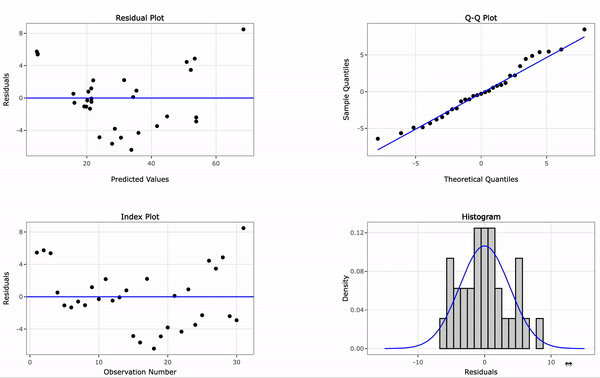 Residual Plot
8
4
0
-4
Residuals
20
40
60
Predicted Values
Q-Q Plot
5
0
-5
Sample Quantiles
-5
0
5
Theoretical Quantiles
Index Plot
8
4
0
-4
Residuals
0
10
20
30
Observation Number
Histogram
0.12
0.08
0.04
0.00
Density
-10
0
10
Residuals